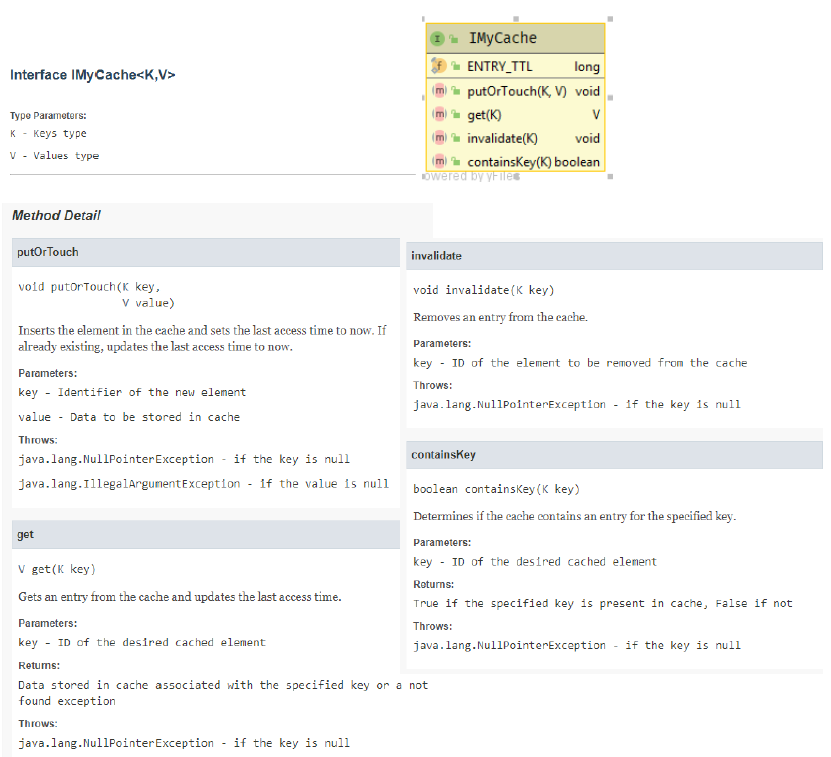 Interface IMyCache<K,V>
Type Parameters:
K - Keys type
V - Values type
I IMyCache
f ENTRY_TTL long
m putOrTouch(K, V) void
m get(K) V
m invalidate(K) void
m containsKey(K) boolean
owered by yFiles
Method Detail
putOrTouch
void putOrTouch(K key,
V value)
Inserts the element in the cache and sets the last access time to now. If
already existing, updates the last access time to now.
Parameters:
key - Identifier of the new element
value - Data to be stored in cache
Throws:
java.lang.NullPointerException - if the key is null
java.lang.IllegalArgumentException - if the value is null
get
V get(K key)
Gets an entry from the cache and updates the last access time.
Parameters:
key - ID of the desired cached element
Returns:
Data stored in cache associated with the specified key or a not
found exception
Throws:
java.lang.NullPointerException - if the key is null
invalidate
void invalidate(K key)
Removes an entry from the cache.
Parameters:
key - ID of the element to be removed from the cache
Throws:
java.lang.NullPointerException - if the key is null
containsKey
boolean containsKey(K key)
Determines if the cache contains an entry for the specified key.
Parameters:
key - ID of the desired cached element
Returns:
True if the specified key is present in cache, False if not
Throws:
java.lang.NullPointerException - if the key is null